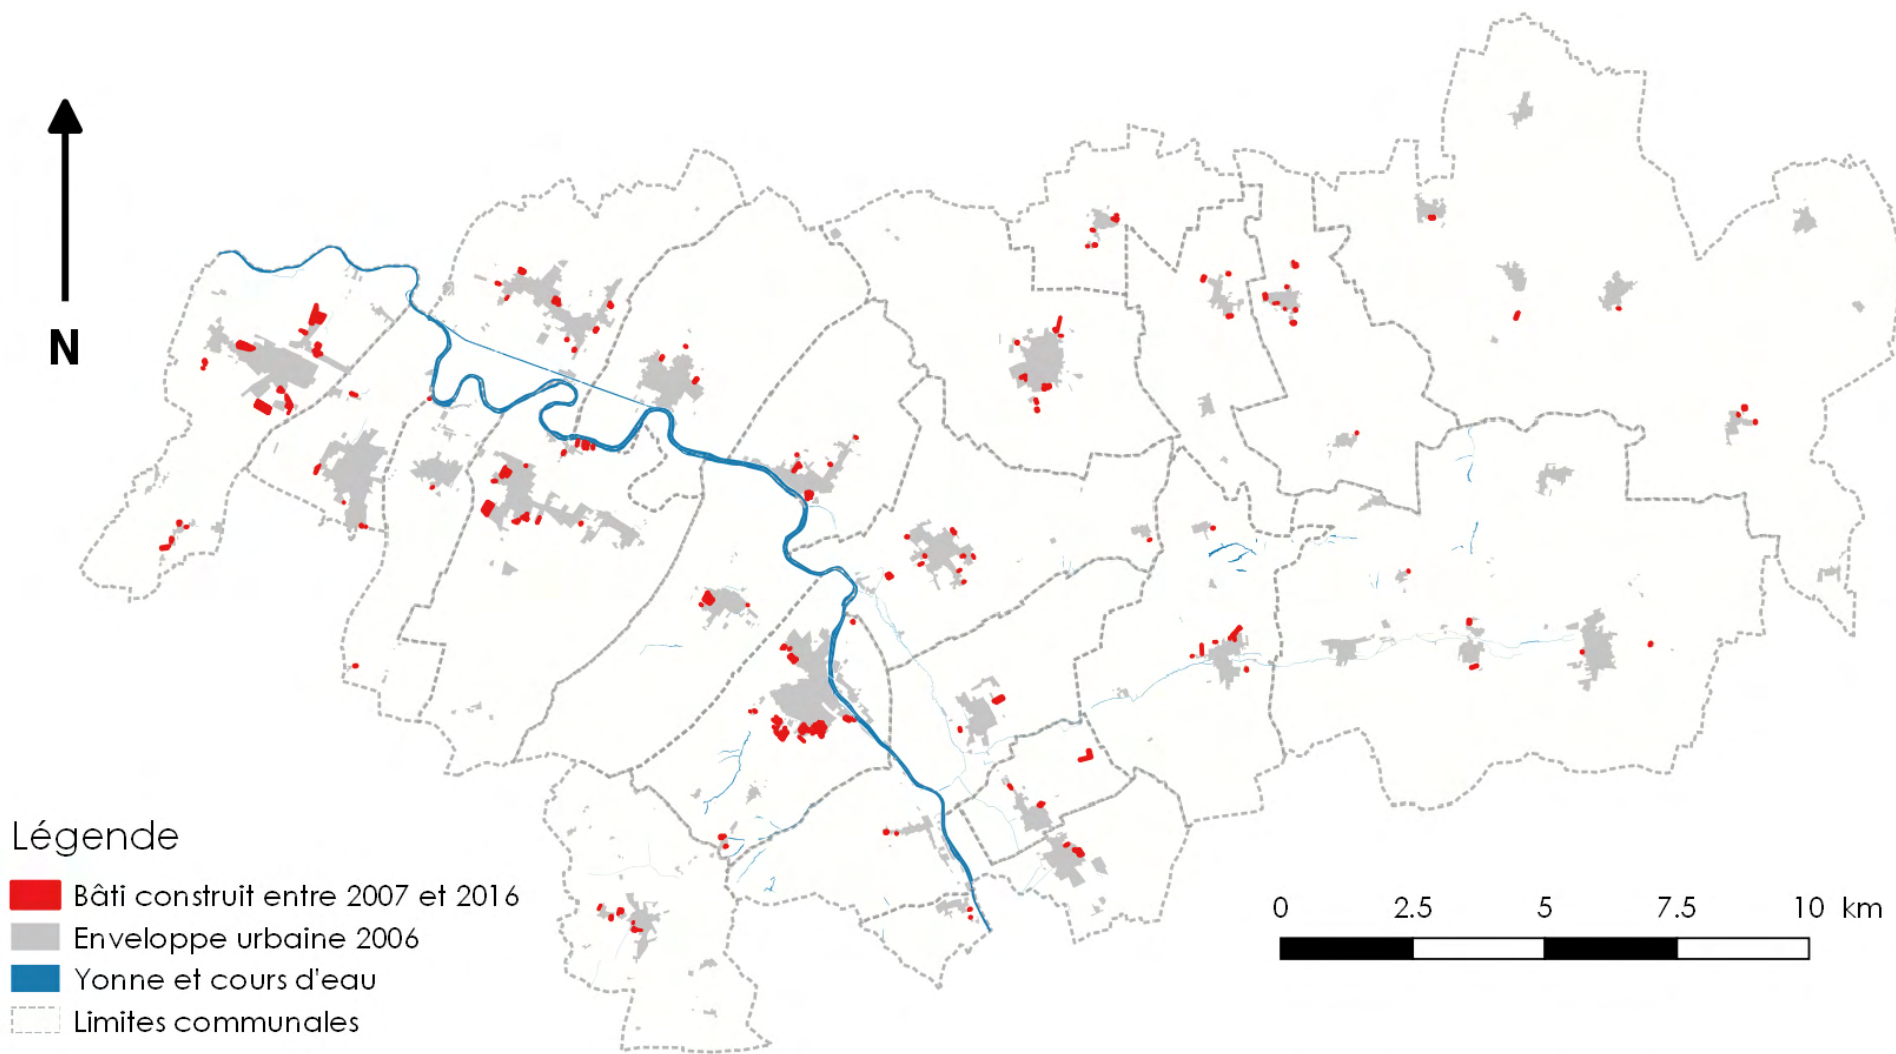 N
Légende
Bâti construit entre 2007 et 2016
Enveloppe urbaine 2006
Yonne et cours d'eau
Limites communales
0 2.5 5 7.5 10 km